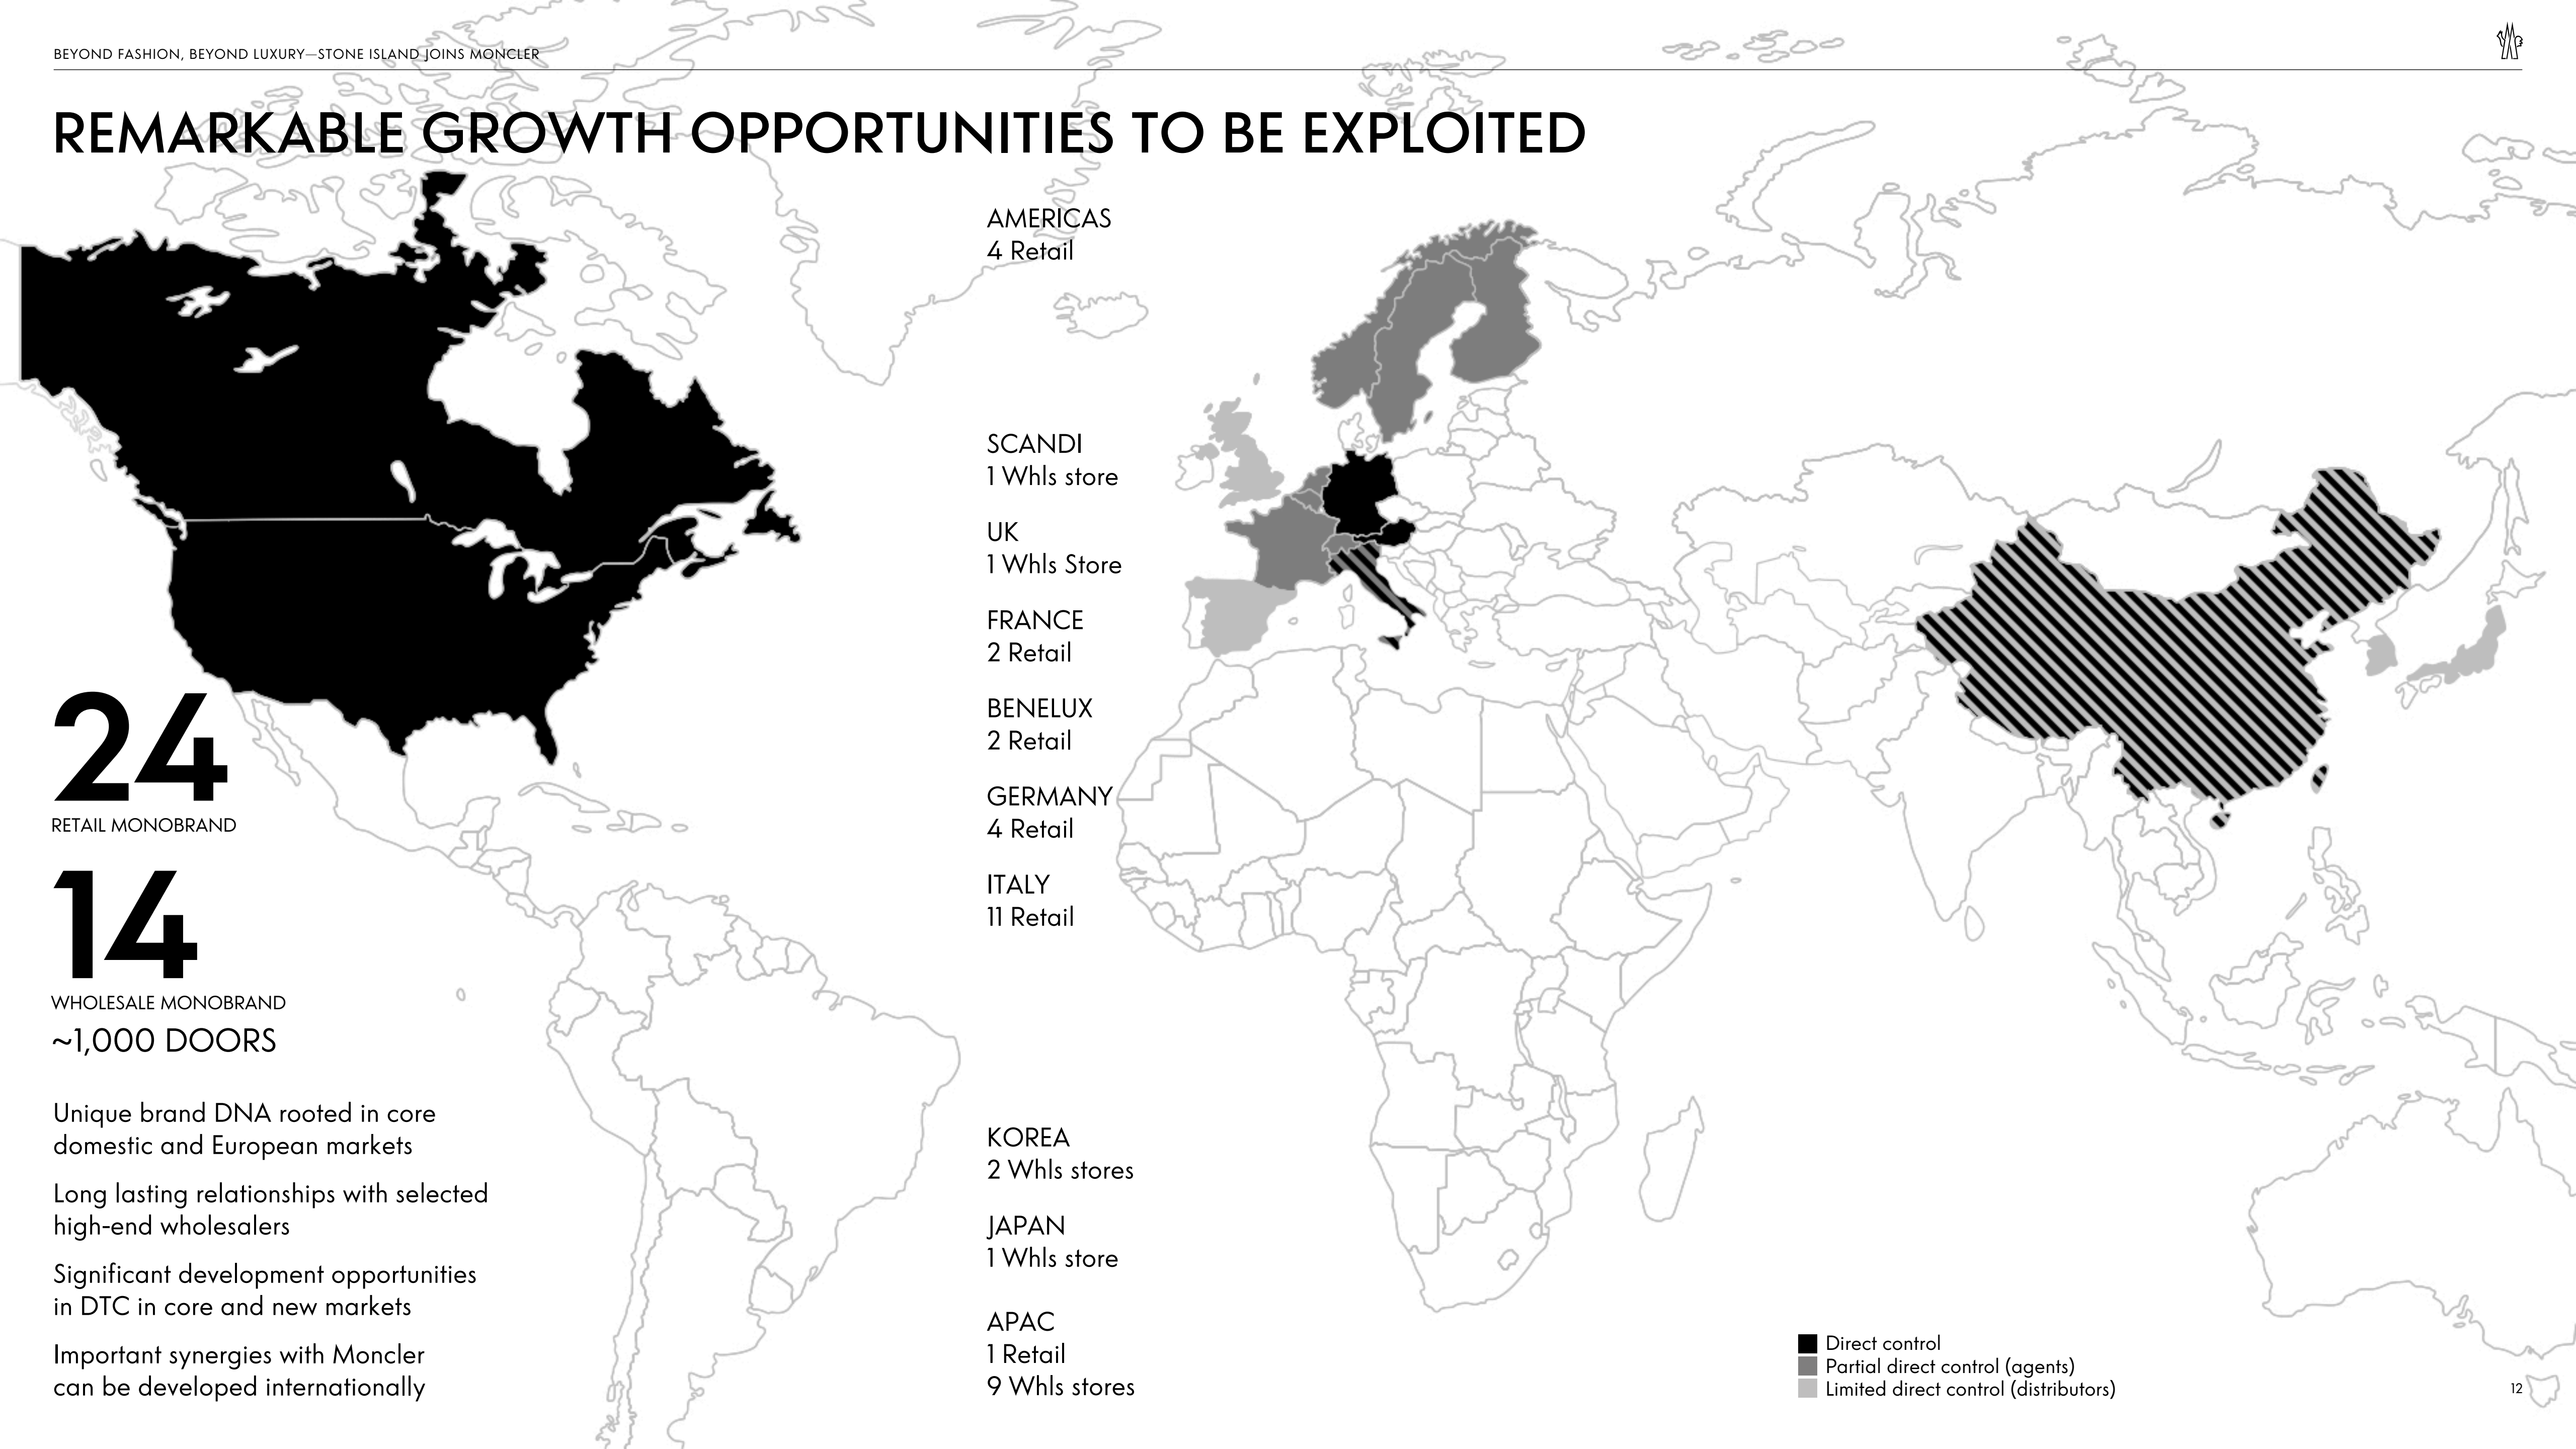 BEYOND FASHION, BEYOND LUXURY—STONE ISLAND JOINS MONCLER
REMARKABLE GROWTH OPPORTUNITIES TO BE EXPLOITED
24
RETAIL MONOBRAND
14
WHOLESALE MONOBRAND
~1,000 DOORS
Unique brand DNA rooted in core
domestic and European markets
Long lasting relationships with selected
high-end wholesalers
Significant development opportunities
in DTC in core and new markets
Important synergies with Moncler
can be developed internationally
AMERICAS
4 Retail
SCANDI
1 Whls store
UK
1 Whls Store
FRANCE
2 Retail
BENELUX
2 Retail
GERMANY
4 Retail
ITALY
11 Retail
KOREA
2 Whls stores
JAPAN
1 Whls store
APAC
1 Retail
9 Whls stores
Direct control
Partial direct control (agents)
Limited direct control (distributors)
12